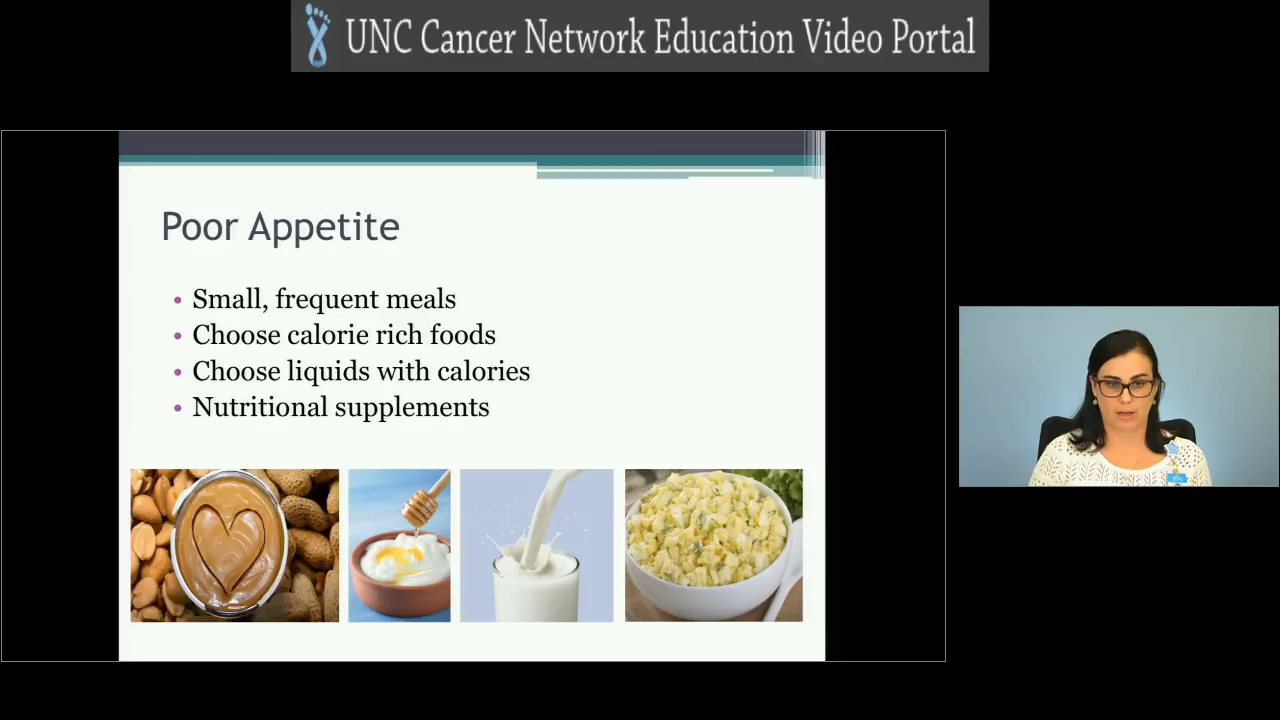 UNC Cancer Network Education Video Portal
Poor Appetite
• Small, frequent meals
• Choose calorie rich foods
• Choose liquids with calories
• Nutritional supplements